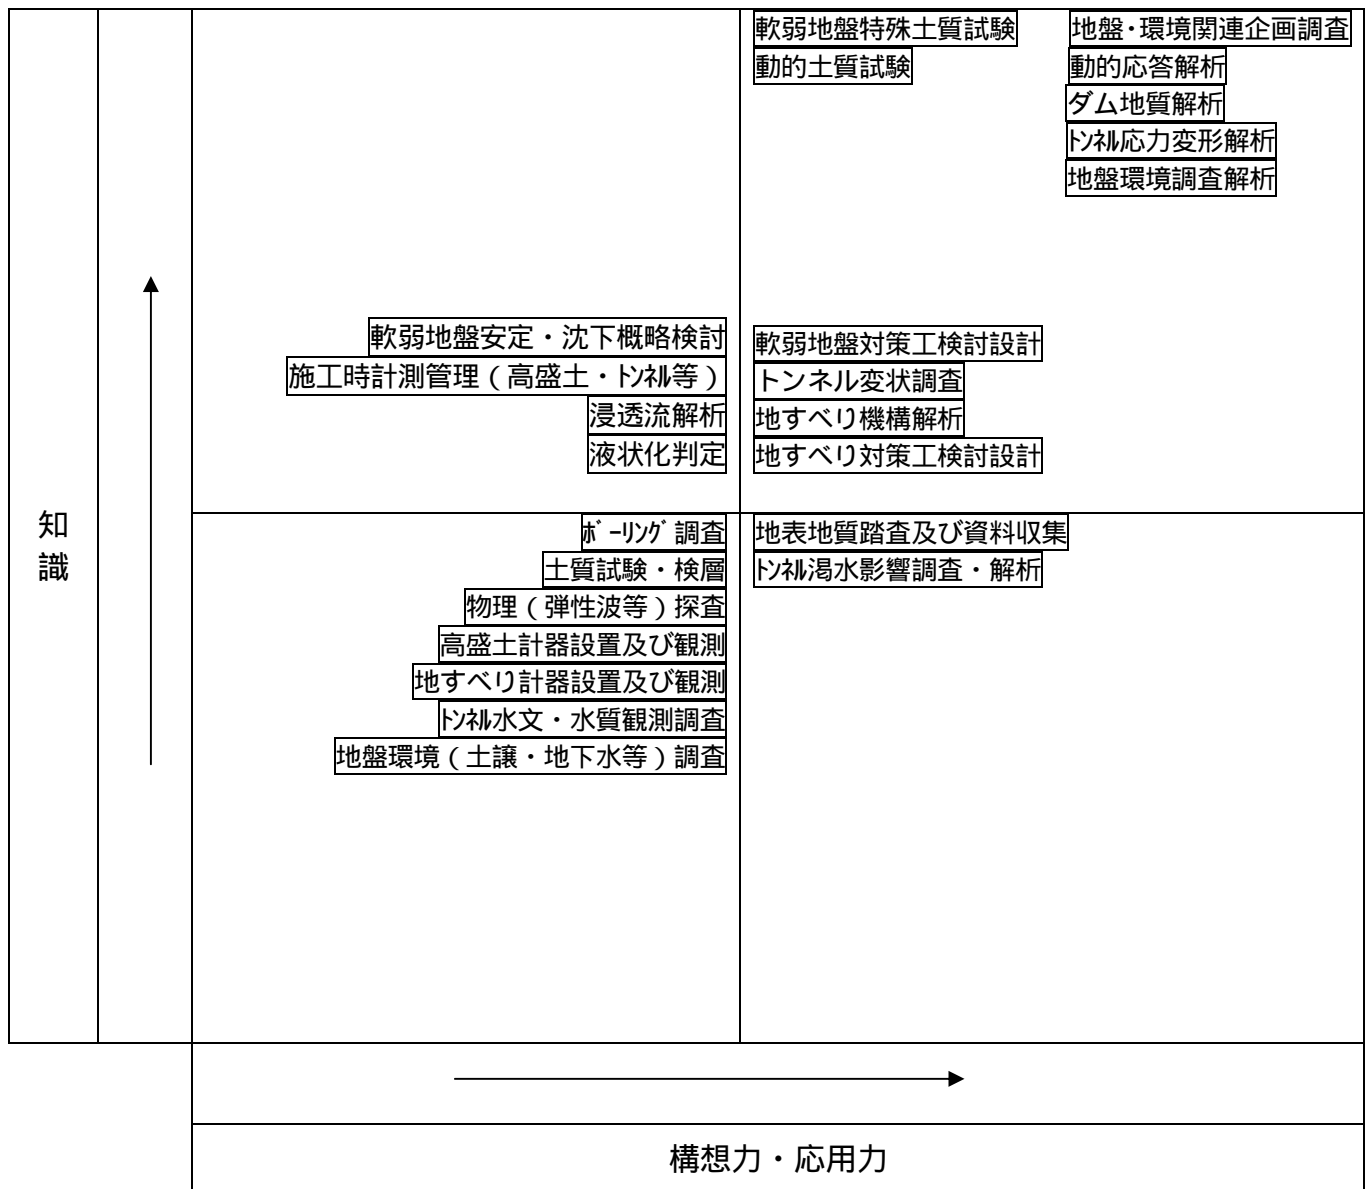 軟弱地盤特殊土質試験
地盤・環境関連企画調査
動的土質試験
動的応答解析
ダム地質解析
ﾄﾝﾈﾙ応力変形解析
地盤環境調査解析
軟弱地盤安定・沈下概略検討
施工時計測管理（高盛土・ﾄﾝﾈﾙ等）
浸透流解析
液状化判定
軟弱地盤対策工検討設計
トンネル変状調査
地すべり機構解析
地すべり対策工検討設計
知
識
ﾎﾞｰﾘﾝｸﾞ調査
土質試験・検層
物理（弾性波等）探査
高盛土計器設置及び観測
地すべり計器設置及び観測
ﾄﾝﾈﾙ水文・水質観測調査
地盤環境（土譲・地下水等）調査
地表地質踏査及び資料収集
ﾄﾝﾈﾙ渇水影響調査・解析
構想力・応用力